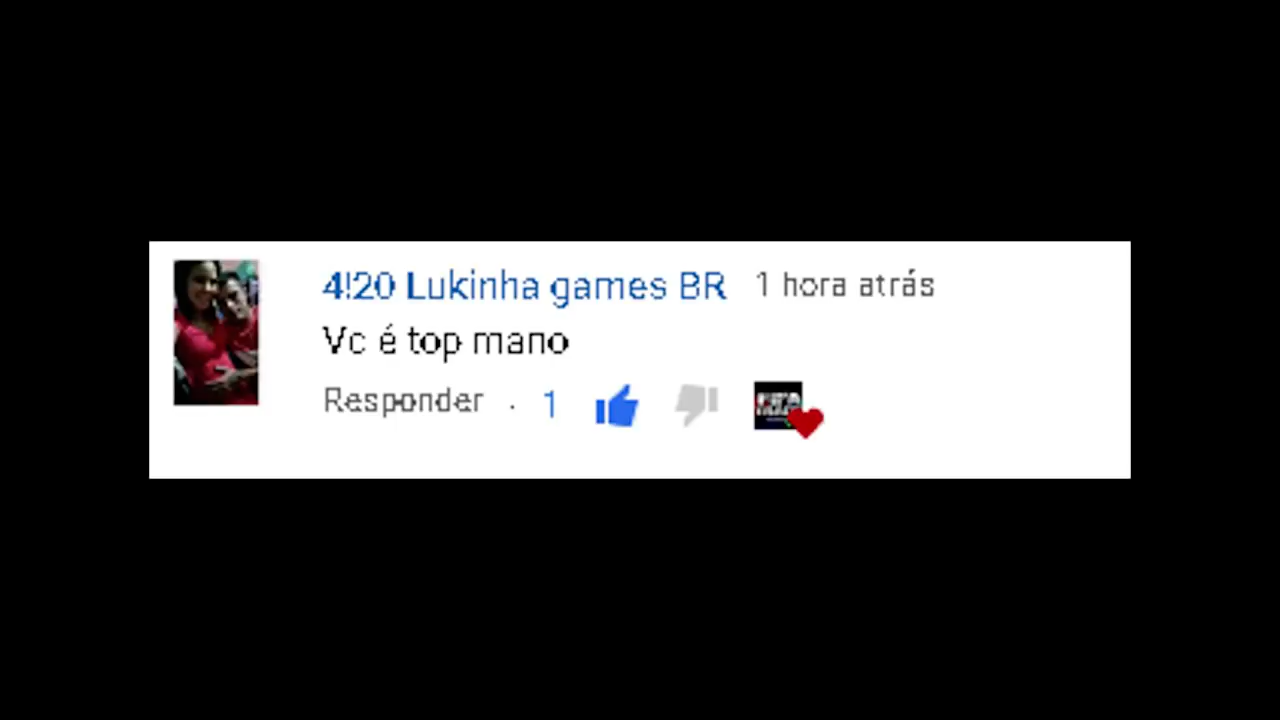 4!20 Lukinha games BR 1 hora atrás
Vc é top mano
Responder · 1